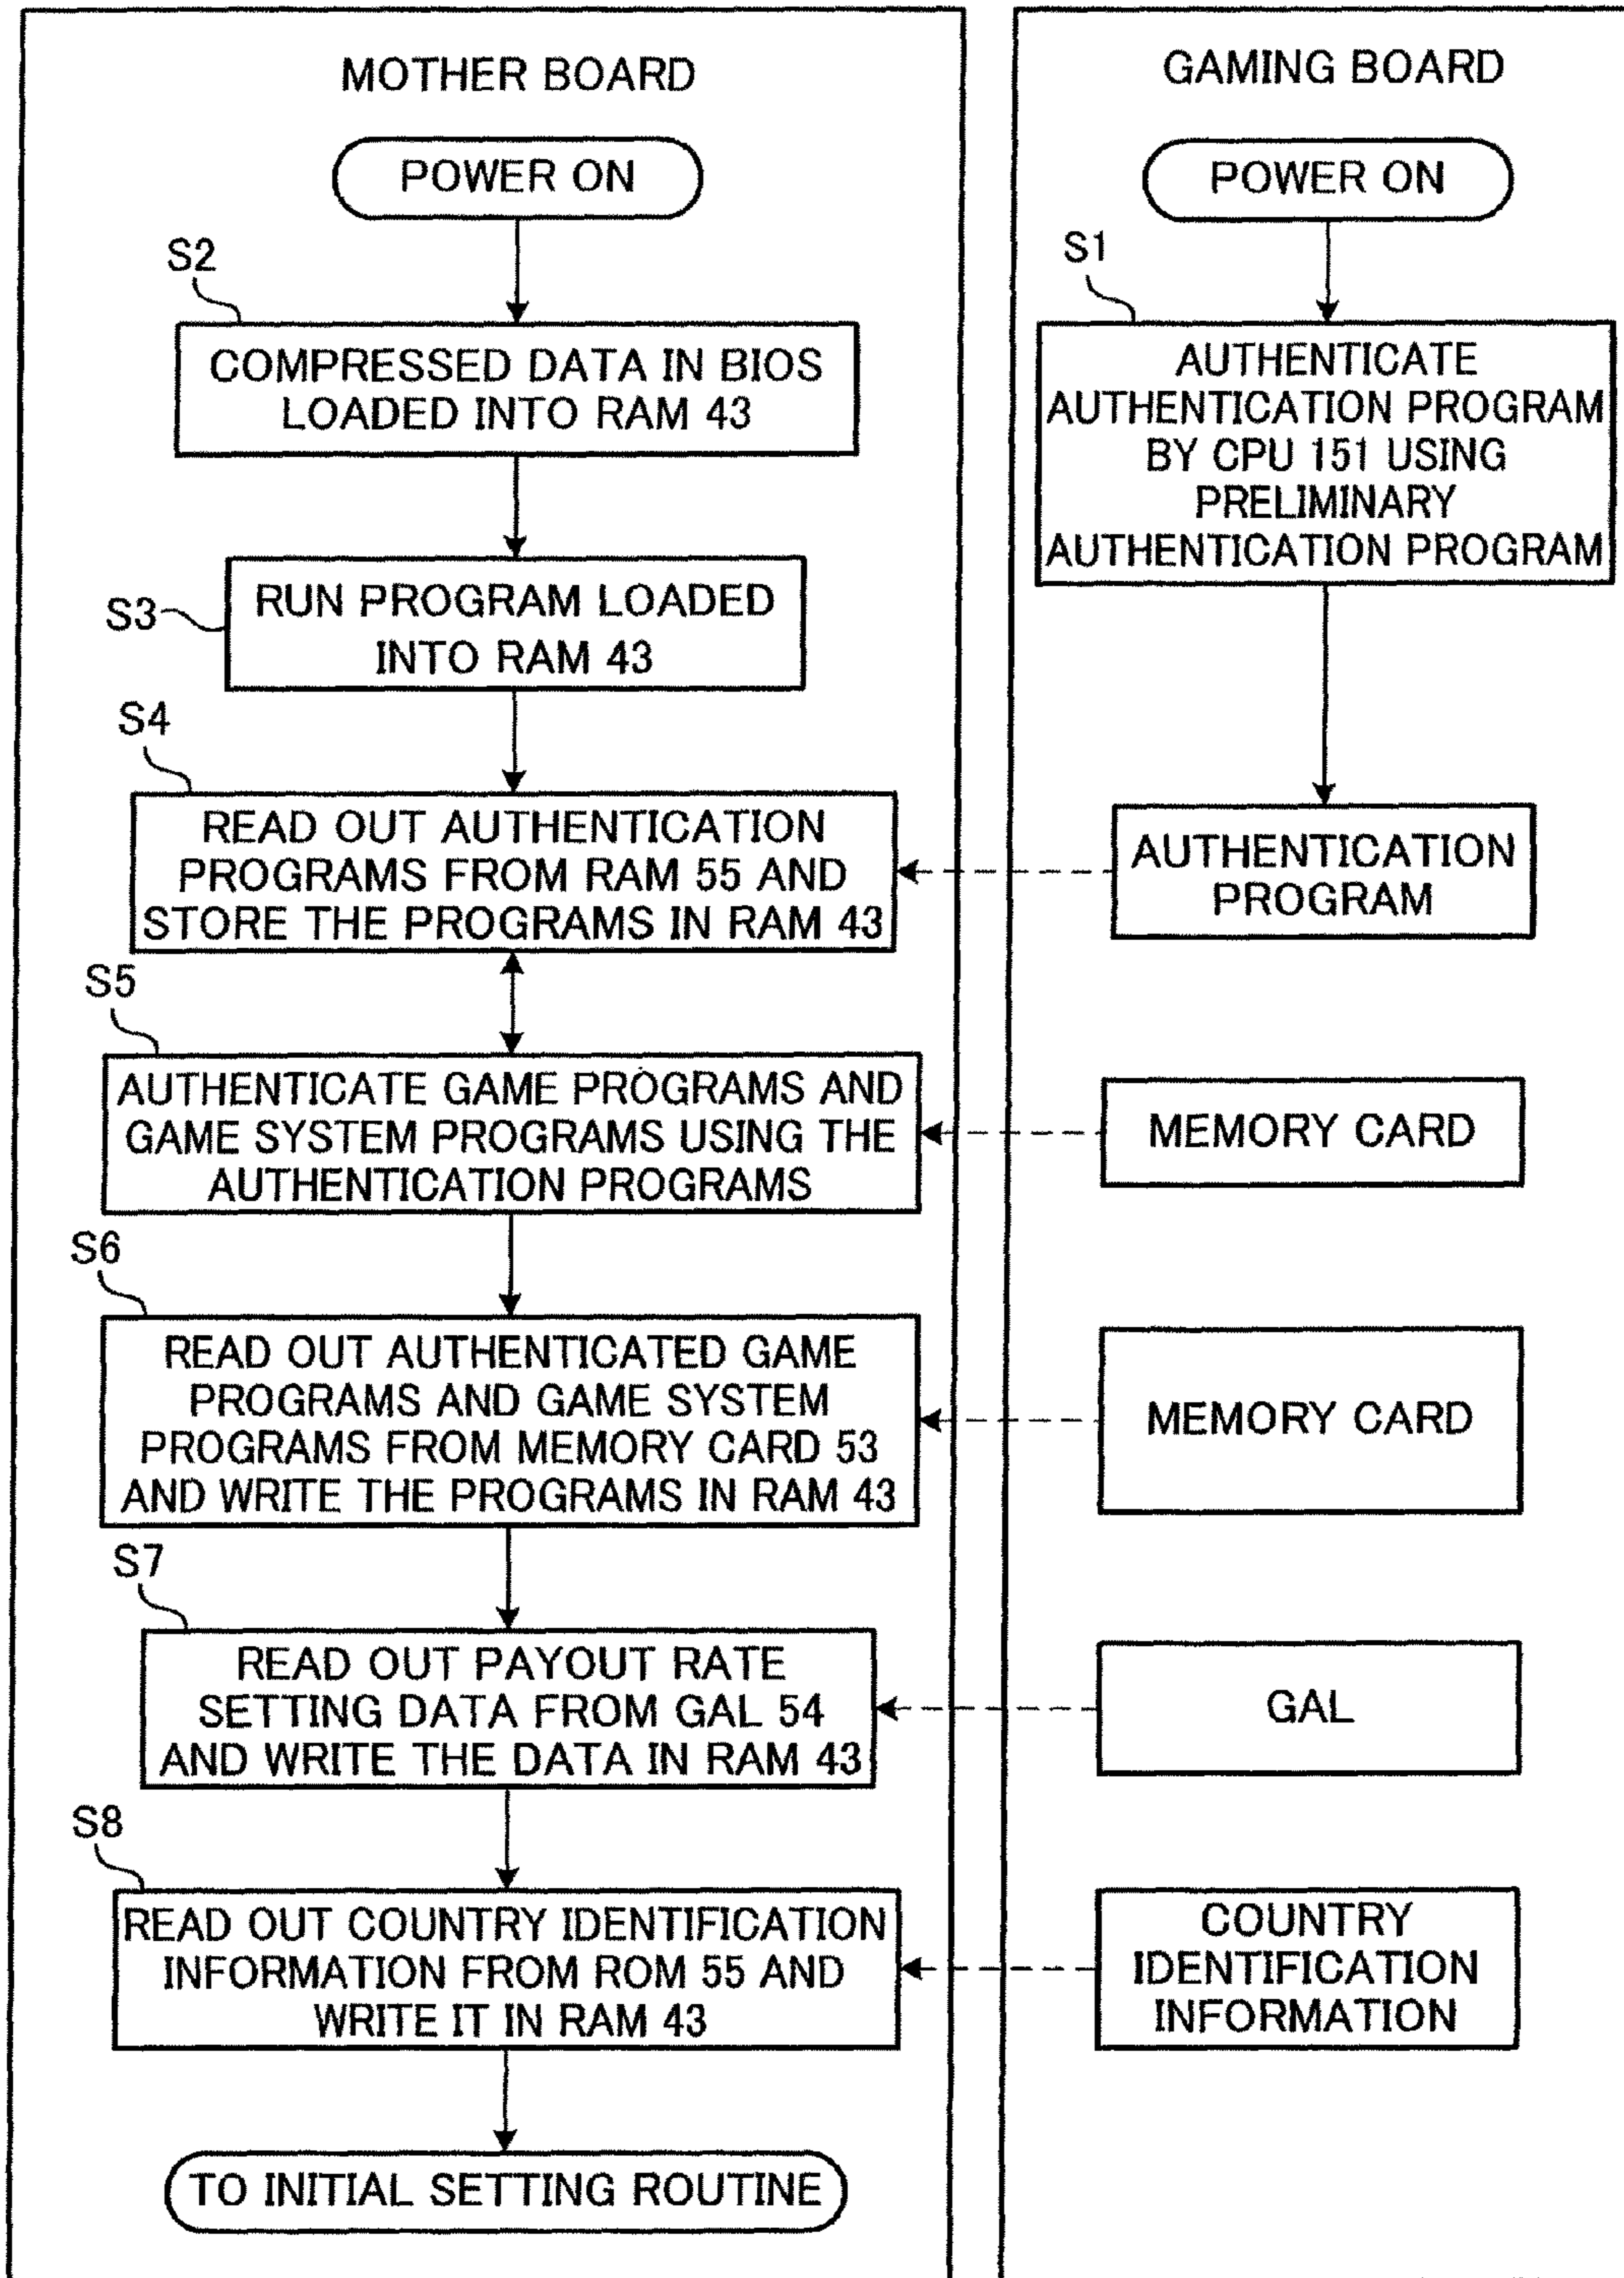 MOTHER BOARD
POWER ON
S2
COMPRESSED DATA IN BIOS
LOADED INTO RAM 43
S3
RUN PROGRAM LOADED
INTO RAM 43
S4
READ OUT AUTHENTICATION
PROGRAMS FROM RAM 55 AND
STORE THE PROGRAMS IN RAM 43
S5
AUTHENTICATE GAME PROGRAMS AND
GAME SYSTEM PROGRAMS USING THE
AUTHENTICATION PROGRAMS
S6
READ OUT AUTHENTICATED GAME
PROGRAMS AND GAME SYSTEM
PROGRAMS FROM MEMORY CARD 53
AND WRITE THE PROGRAMS IN RAM 43
S7
READ OUT PAYOUT RATE
SETTING DATA FROM GAL 54
AND WRITE THE DATA IN RAM 43
S8
READ OUT COUNTRY IDENTIFICATION
INFORMATION FROM ROM 55 AND
WRITE IT IN RAM 43
TO INITIAL SETTING ROUTINE
GAMING BOARD
POWER ON
S1
AUTHENTICATE
AUTHENTICATION PROGRAM
BY CPU 151 USING
PRELIMINARY
AUTHENTICATION PROGRAM
AUTHENTICATION
PROGRAM
MEMORY CARD
MEMORY CARD
GAL
COUNTRY
IDENTIFICATION
INFORMATION